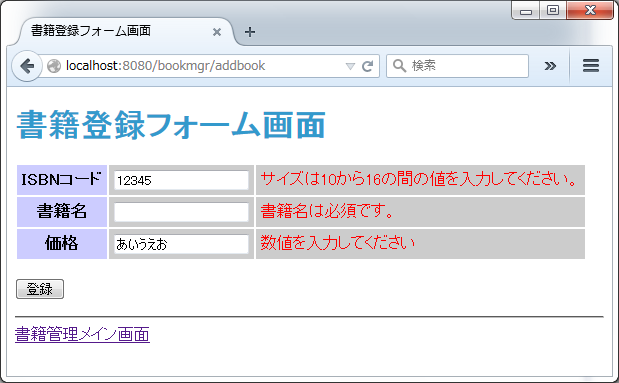 書籍登録フォーム画面
localhost:8080/bookmgr/addbook
検索
書籍登録フォーム画面
ISBNコード 12345 サイズは10から16の間の値を入力してください。
書籍名 書籍名は必須です。
価格 あいうえお 数値を入力してください
登録
書籍管理メイン画面